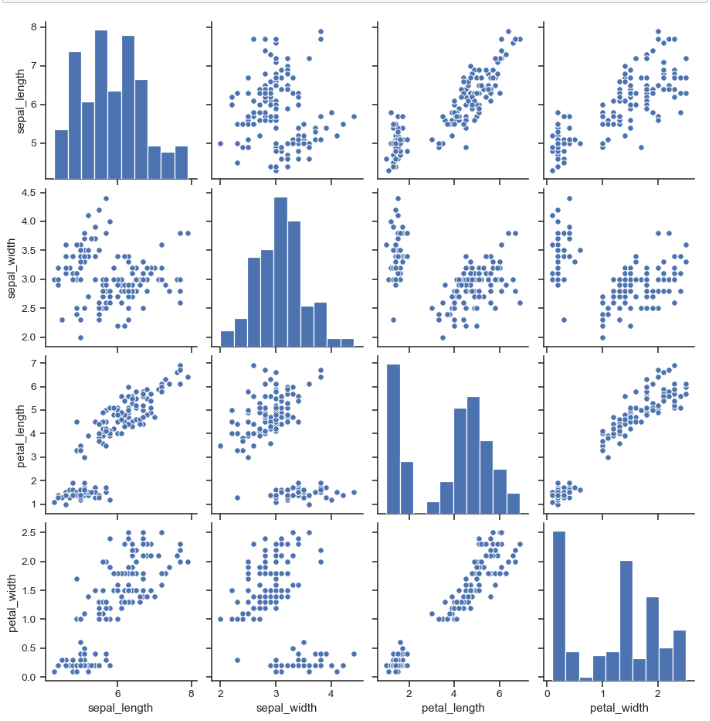 8
7
6
5
sepal_length
4.5
4.0
3.5
3.0
2.5
2.0
sepal_width
7
6
5
4
3
2
1
petal_length
2.5
2.0
1.5
1.0
0.5
0.0
petal_width
6 8
sepal_length
2 3 4
sepal_width
2 4 6
petal_length
0 1 2
petal_width